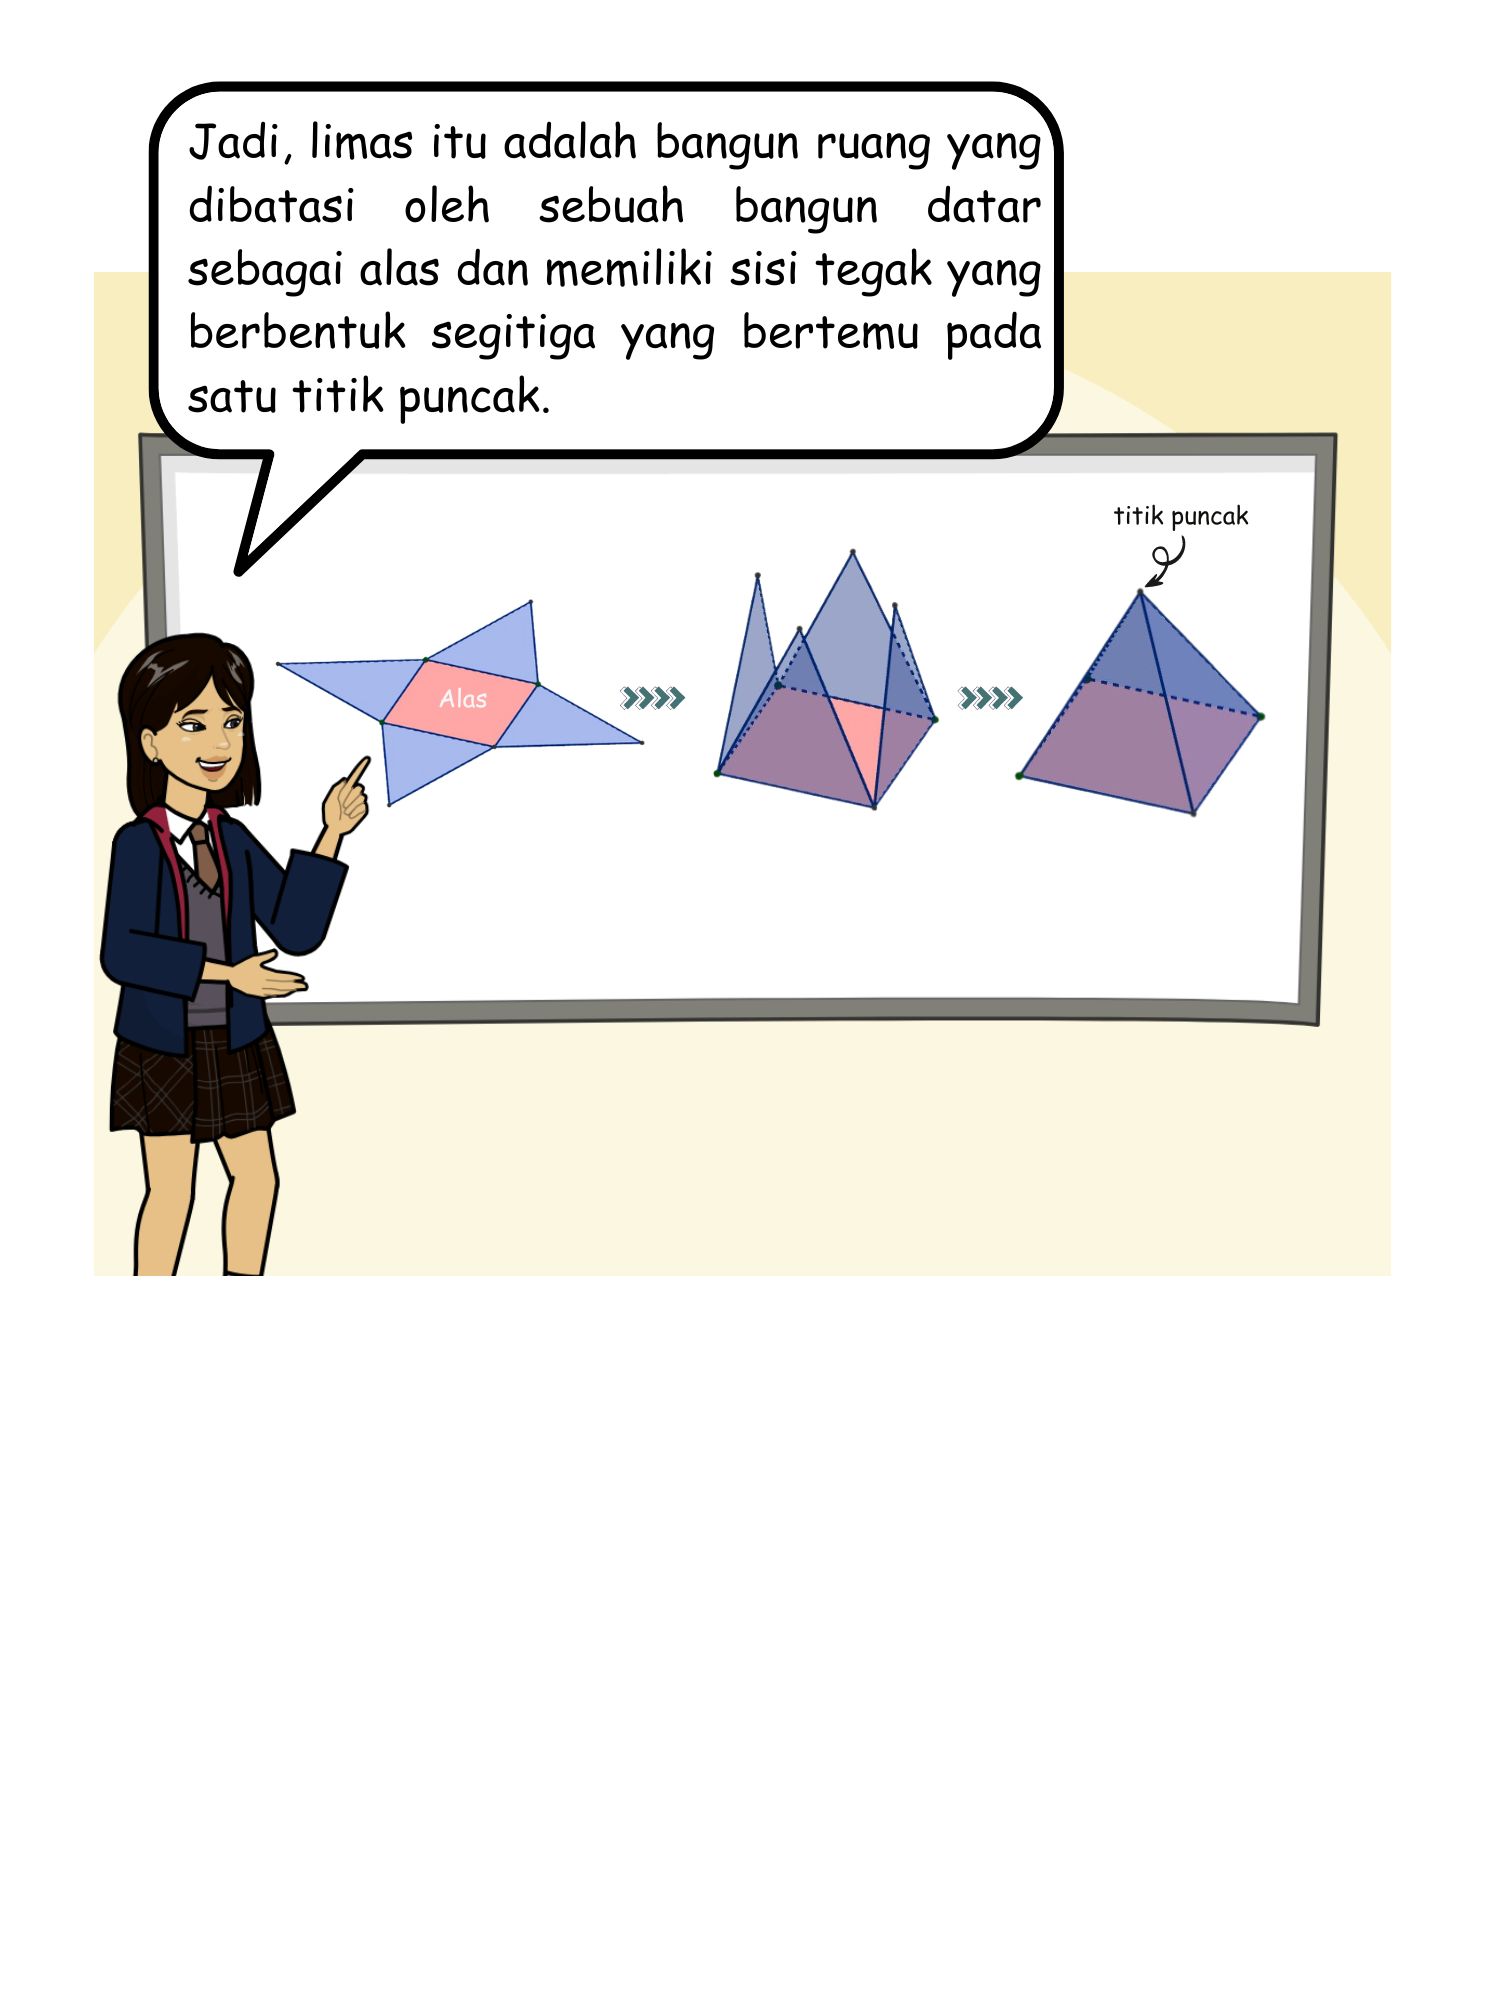 Jadi, limas itu adalah bangun ruang yang
dibatasi oleh sebuah bangun datar
sebagai alas dan memiliki sisi tegak yang
berbentuk segitiga yang bertemu pada
satu titik puncak.
titik puncak
Alas